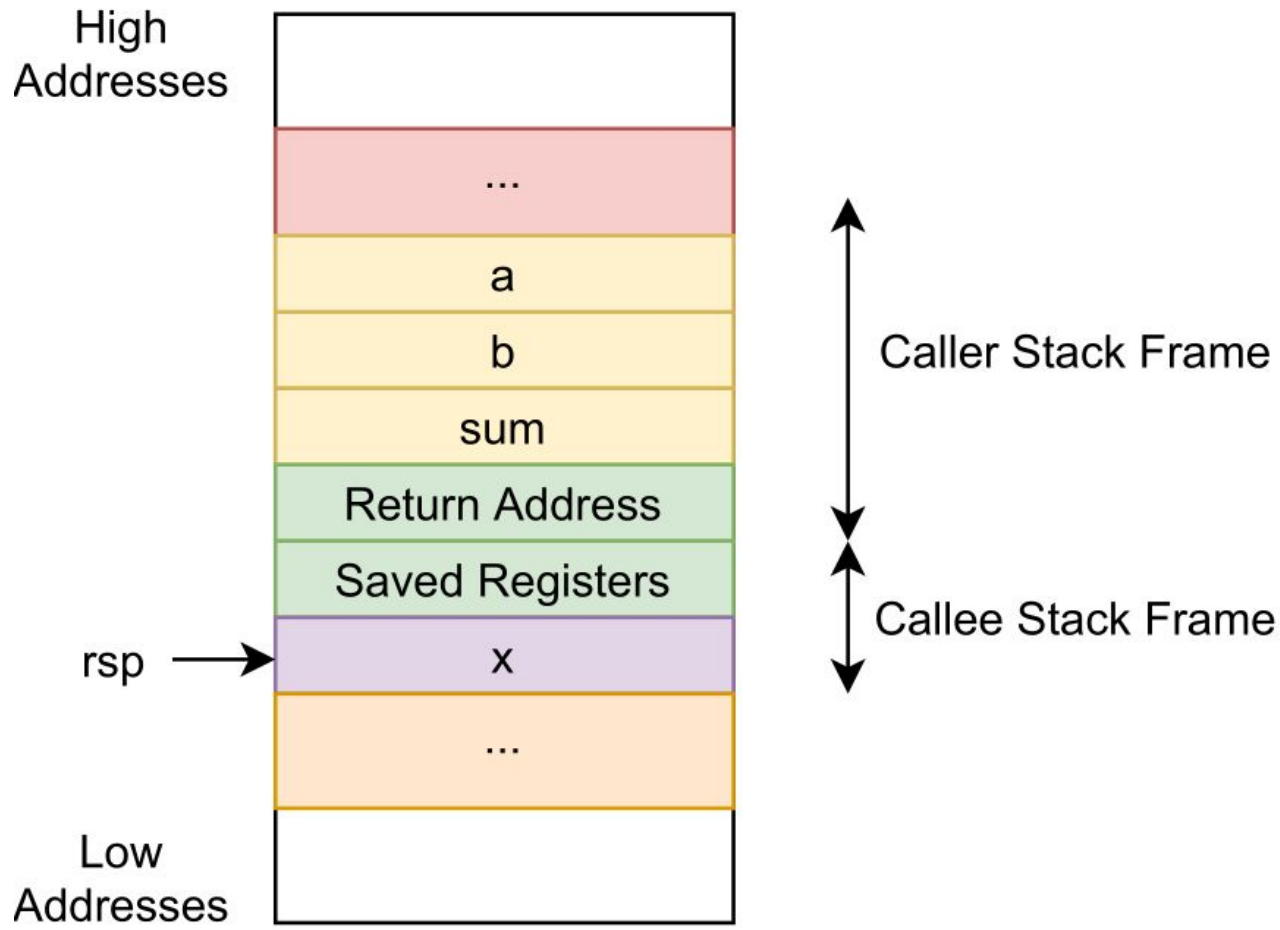 High
Addresses
...
a
b
Caller Stack Frame
sum
Return Address
Saved Registers
Callee Stack Frame
rsp
x
...
Low
Addresses